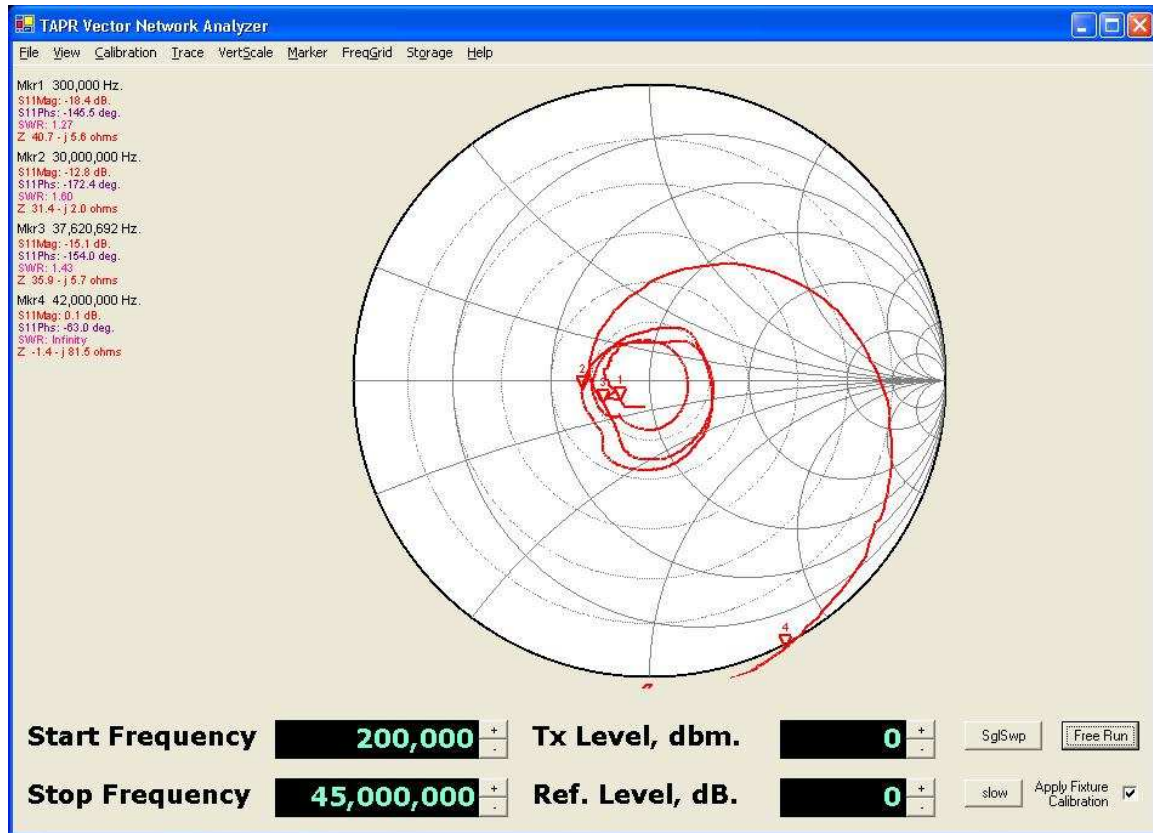 TAPR Vector Network Analyzer
File View Calibration Trace VertScale Marker FreqGrid Storage Help
Mkr1 300,000 Hz.
S11Mag: -18.4 dB.
S11Phs: -145.5 deg.
SWR: 1.27
Z 40.7 - j 5.6 ohms
Mkr2 30,000,000 Hz.
S11Mag: -12.8 dB.
S11Phs: -172.4 deg.
SWR: 1.60
Z 31.4 - j 2.0 ohms
Mkr3 37,620,692 Hz.
S11Mag: -15.1 dB.
S11Phs: -154.0 deg.
SWR: 1.43
Z 35.9 - j 5.7 ohms
Mkr4 42,000,000 Hz.
S11Mag: 0.1 dB.
S11Phs: -63.0 deg.
SWR: Infinity
Z -1.4 - j 81.5 ohms
2
3
1
4
Start Frequency 200,000 + - Tx Level, dbm. 0 + - SglSwp Free Run
Stop Frequency 45,000,000 + - Ref. Level, dB. 0 + - slow Apply Fixture
Calibration